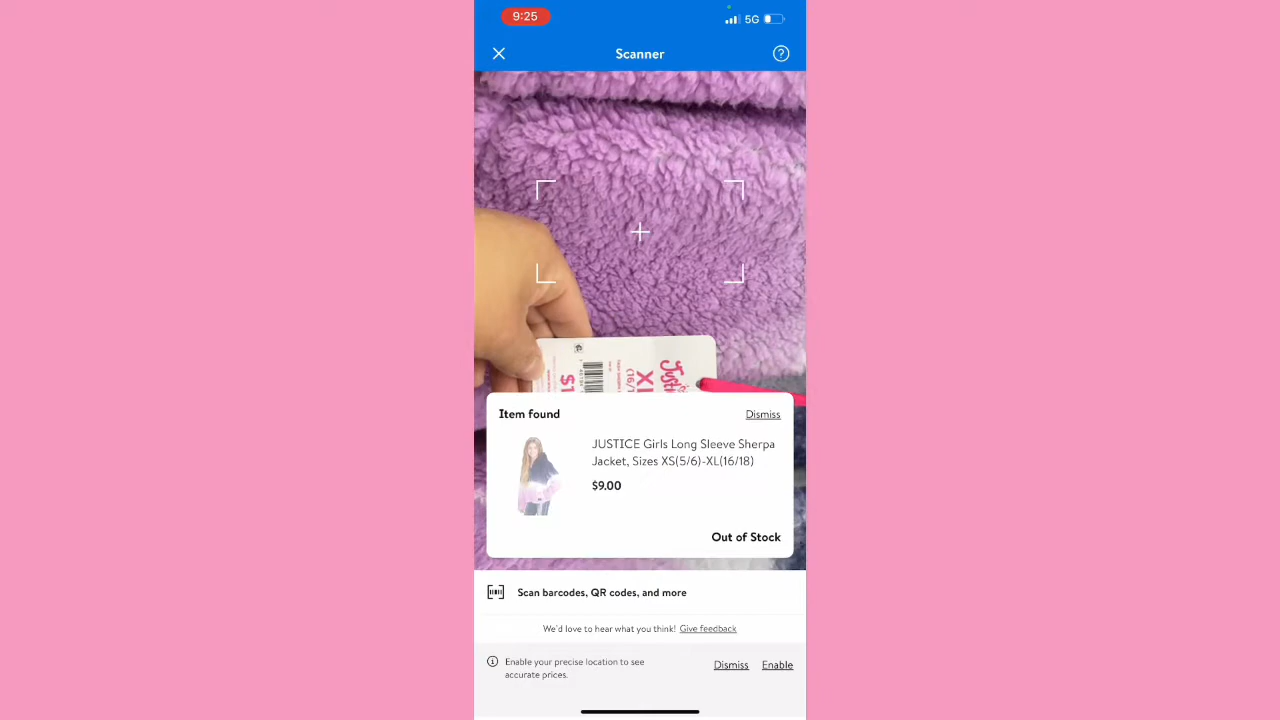 9:25
5G
Scanner
Item found
Dismiss
JUSTICE Girls Long Sleeve Sherpa
Jacket, Sizes XS(5/6)-XL(16/18)
$9.00
Out of Stock
Scan barcodes, QR codes, and more
We'd love to hear what you think! Give feedback
Enable your precise location to see
accurate prices.
Dismiss
Enable